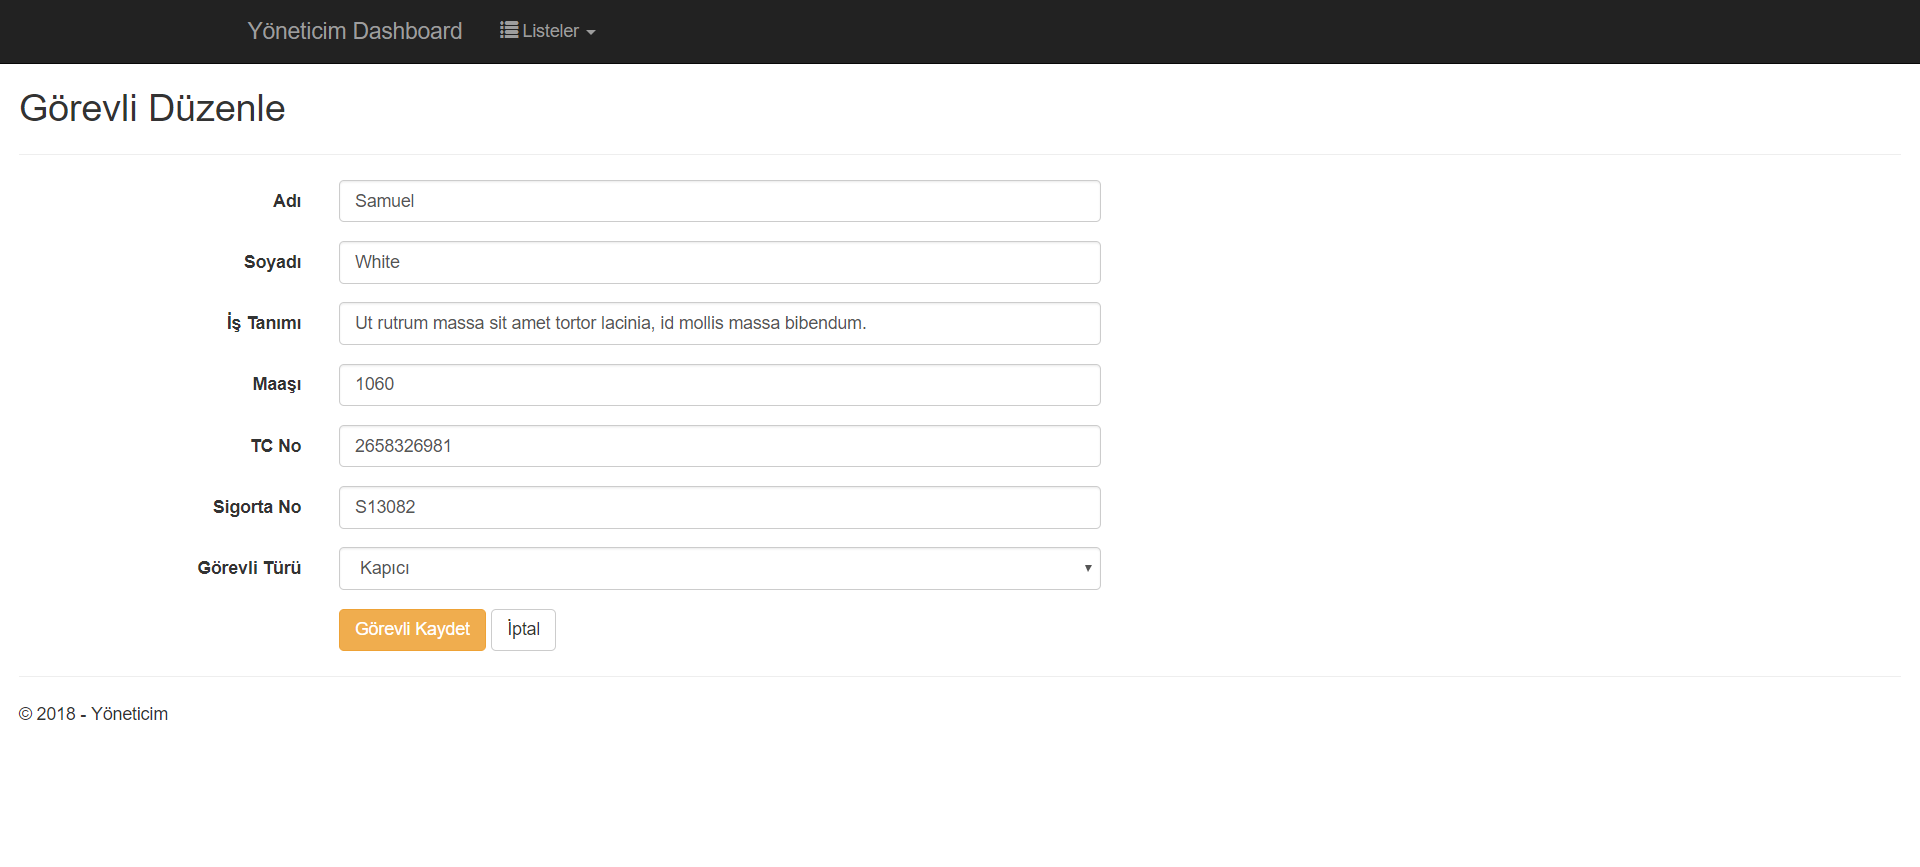 Yöneticim Dashboard Listeler
Görevli Düzenle
Adı Samuel
Soyadı White
İş Tanımı Ut rutrum massa sit amet tortor lacinia, id mollis massa bibendum.
Maaşı 1060
TC No 2658326981
Sigorta No S13082
Görevli Türü Kapıcı
Görevli Kaydet İptal
© 2018 - Yöneticim